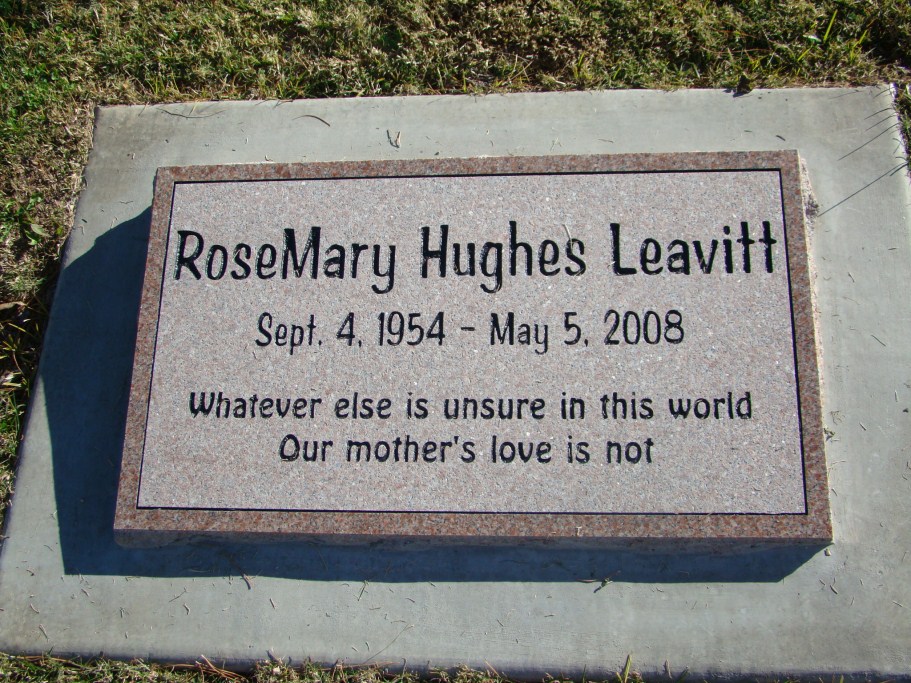 RoseMary Hughes Leavitt
Sept. 4, 1954 - May 5, 2008
Whatever else is unsure in this world
Our mother's love is not